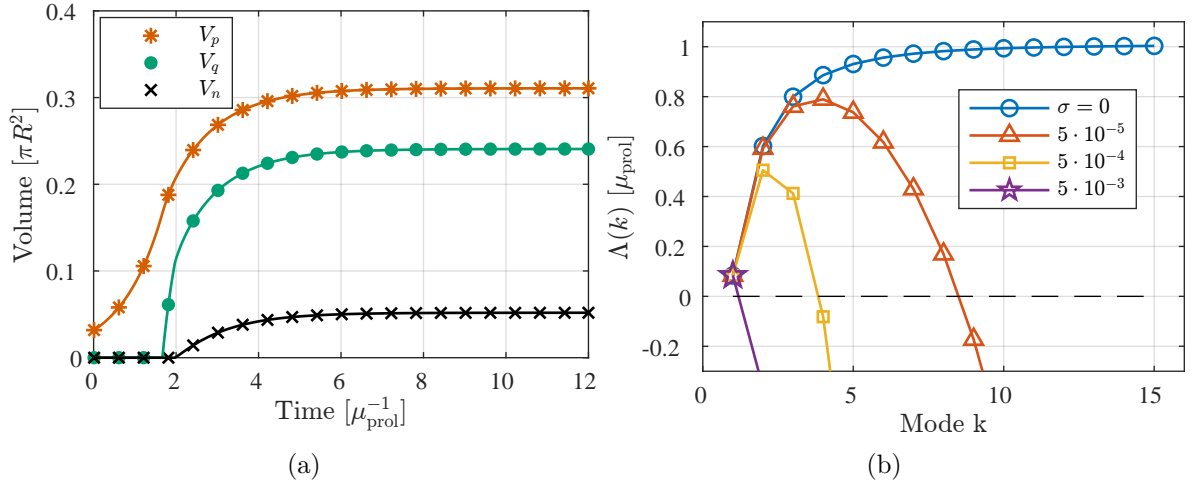 0.4
0.3
0.2
0.1
0
Volume [πR²]
V_p
V_q
V_n
0 2 4 6 8 10 12
Time [μ_prol^{-1}]
(a)
1
0.8
0.6
0.4
0.2
0
-0.2
Λ(k) [μ_prol]
σ = 0
5 · 10^{-5}
5 · 10^{-4}
5 · 10^{-3}
0 5 10 15
Mode k
(b)